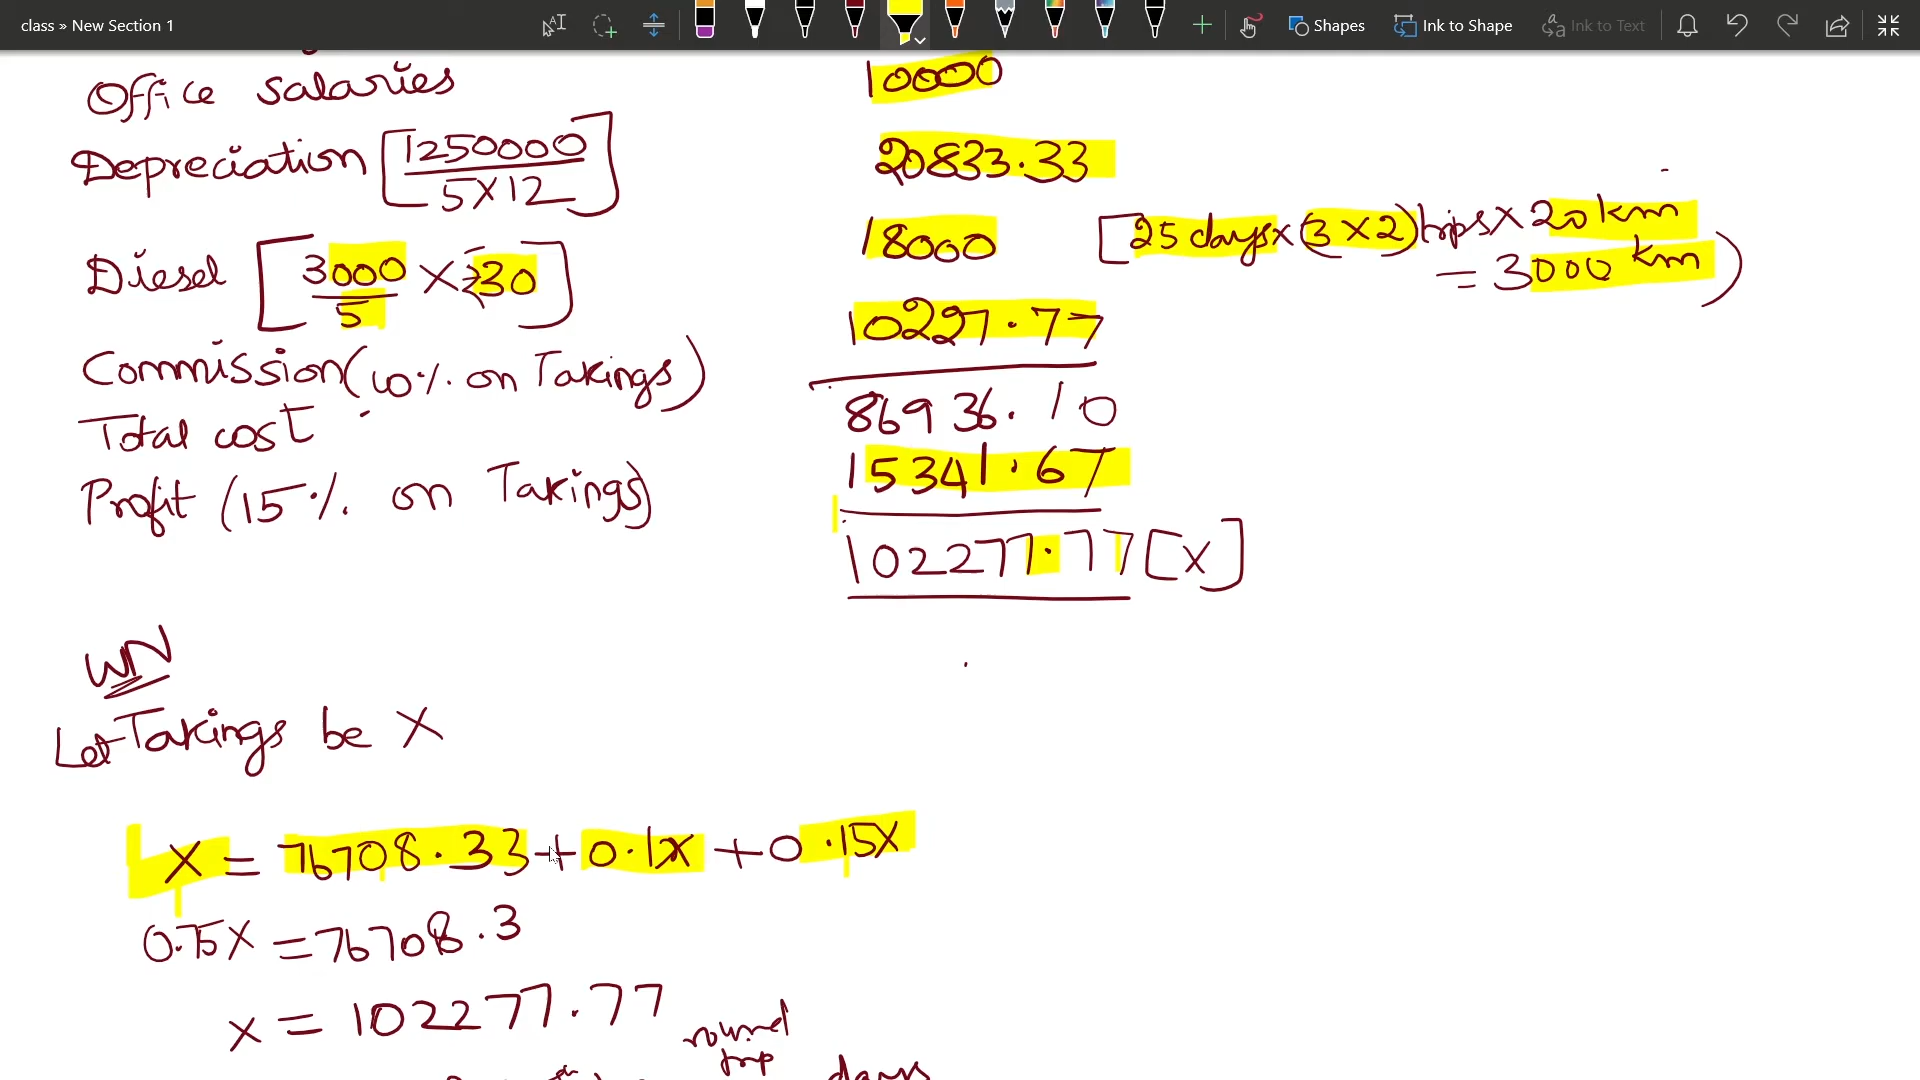 class » New Section 1
Shapes Ink to Shape Ink to Text
Office Salaries 10000
Depreciation [1250000 / 5X12] 20833.33
Diesel [3000 / 5 X 30] 18000 [25 days x (3 X 2) trips x 20 km
= 3000 km)
Commission (10% on Takings) 10227.77
Total cost 86936.10
Profit (15% on Takings) 15341.67
102277.77 [x]
WN
Let Takings be X
X = 76708.33 + 0.1x + 0.15X
0.75X = 76708.3
x = 102277.77
round
trip
days